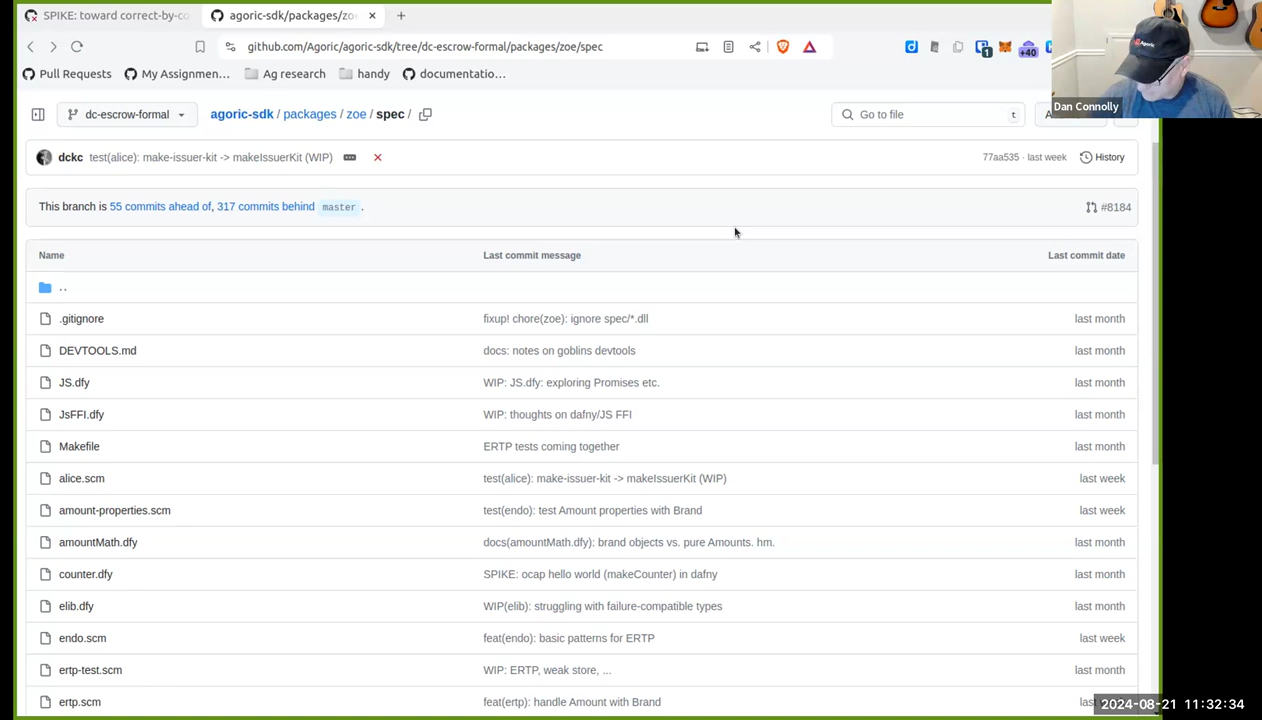 SPIKE: toward correct-by-co
agoric-sdk/packages/zoe
github.com/Agoric/agoric-sdk/tree/dc-escrow-formal/packages/zoe/spec
1
+40
Agoric
Pull Requests
My Assignmen…
Ag research
handy
documentatio…
Dan Connolly
dc-escrow-formal
agoric-sdk / packages / zoe / spec /
Go to file
t
dckc test(alice): make-issuer-kit -> makeIssuerKit (WIP)
77aa535 · last week
History
This branch is 55 commits ahead of, 317 commits behind master .
#8184
Name Last commit message Last commit date
. .
.gitignore fixup! chore(zoe): ignore spec/*.dll last month
DEVTOOLS.md docs: notes on goblins devtools last month
JS.dfy WIP: JS.dfy: exploring Promises etc. last month
JsFFI.dfy WIP: thoughts on dafny/JS FFI last month
Makefile ERTP tests coming together last month
alice.scm test(alice): make-issuer-kit -> makeIssuerKit (WIP) last week
amount-properties.scm test(endo): test Amount properties with Brand last week
amountMath.dfy docs(amountMath.dfy): brand objects vs. pure Amounts. hm. last month
counter.dfy SPIKE: ocap hello world (makeCounter) in dafny last month
elib.dfy WIP(elib): struggling with failure-compatible types last month
endo.scm feat(endo): basic patterns for ERTP last week
ertp-test.scm WIP: ERTP, weak store, ... last month
ertp.scm feat(ertp): handle Amount with Brand
2024-08-21 11:32:34